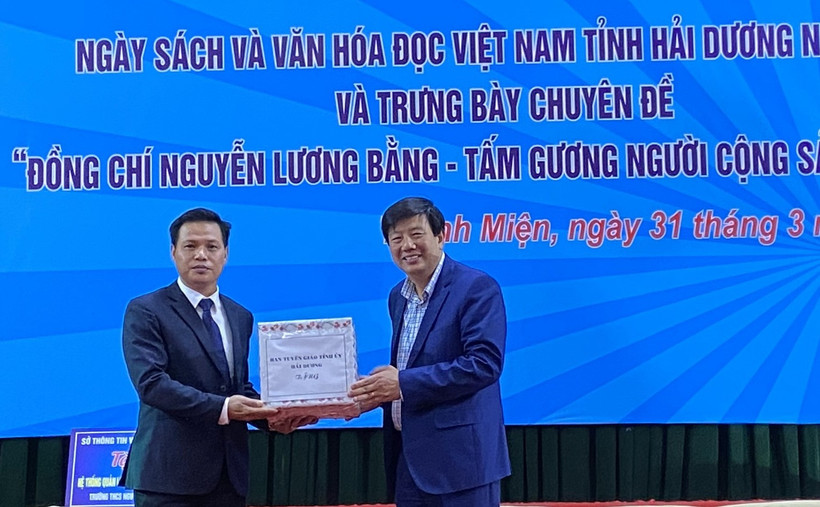 NGÀY SÁCH VÀ VĂN HÓA ĐỌC VIỆT NAM TỈNH HẢI DƯƠNG
VÀ TRƯNG BÀY CHUYÊN ĐỀ
“ĐỒNG CHÍ NGUYỄN LƯƠNG BẰNG - TẤM GƯƠNG NGƯỜI CỘNG
Miện, ngày 31 tháng 3
BAN TUYÊN GIÁO TỈNH ỦY
HẢI DƯƠNG
TẶNG
SỞ THÔNG TIN
HỆ THỐNG QUẢN
TRƯỜNG THCS